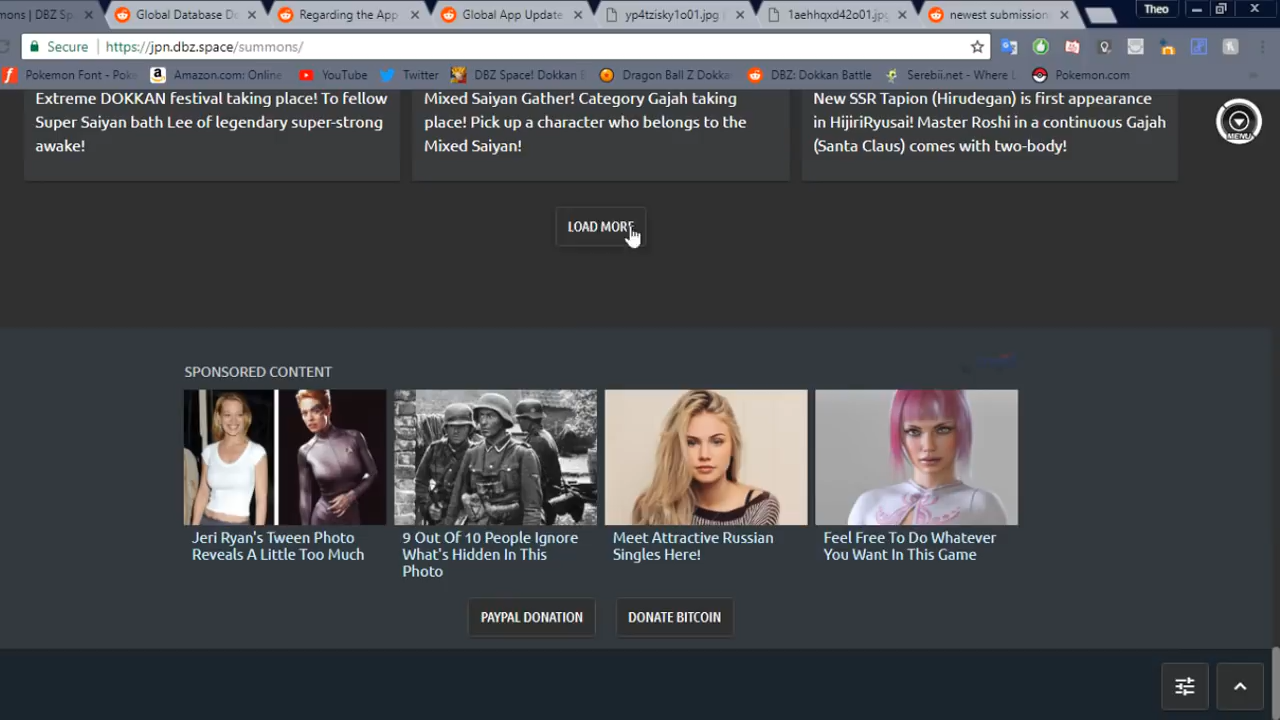 mons | DBZ Sp
Global Database D
Regarding the App
Global App Update
yp4tzisky1o01.jpg
1aehhqxd42o01.jpg
newest submission
Theo
Secure
https://jpn.dbz.space/summons/
Pokemon Font - Poke
Amazon.com: Online
YouTube
Twitter
DBZ Space! Dokkan
Dragon Ball Z Dokka
DBZ: Dokkan Battle
Serebii.net - Where
Pokemon.com
Extreme DOKKAN festival taking place! To fellow
Super Saiyan bath Lee of legendary super-strong
awake!
Mixed Saiyan Gather! Category Gajah taking
place! Pick up a character who belongs to the
Mixed Saiyan!
New SSR Tapion (Hirudegan) is first appearance
in HijiriRyusai! Master Roshi in a continuous Gajah
(Santa Claus) comes with two-body!
MENU
LOAD MORE
SPONSORED CONTENT
Jeri Ryan's Tween Photo
Reveals A Little Too Much
9 Out Of 10 People Ignore
What's Hidden In This
Photo
Meet Attractive Russian
Singles Here!
Feel Free To Do Whatever
You Want In This Game
PAYPAL DONATION
DONATE BITCOIN